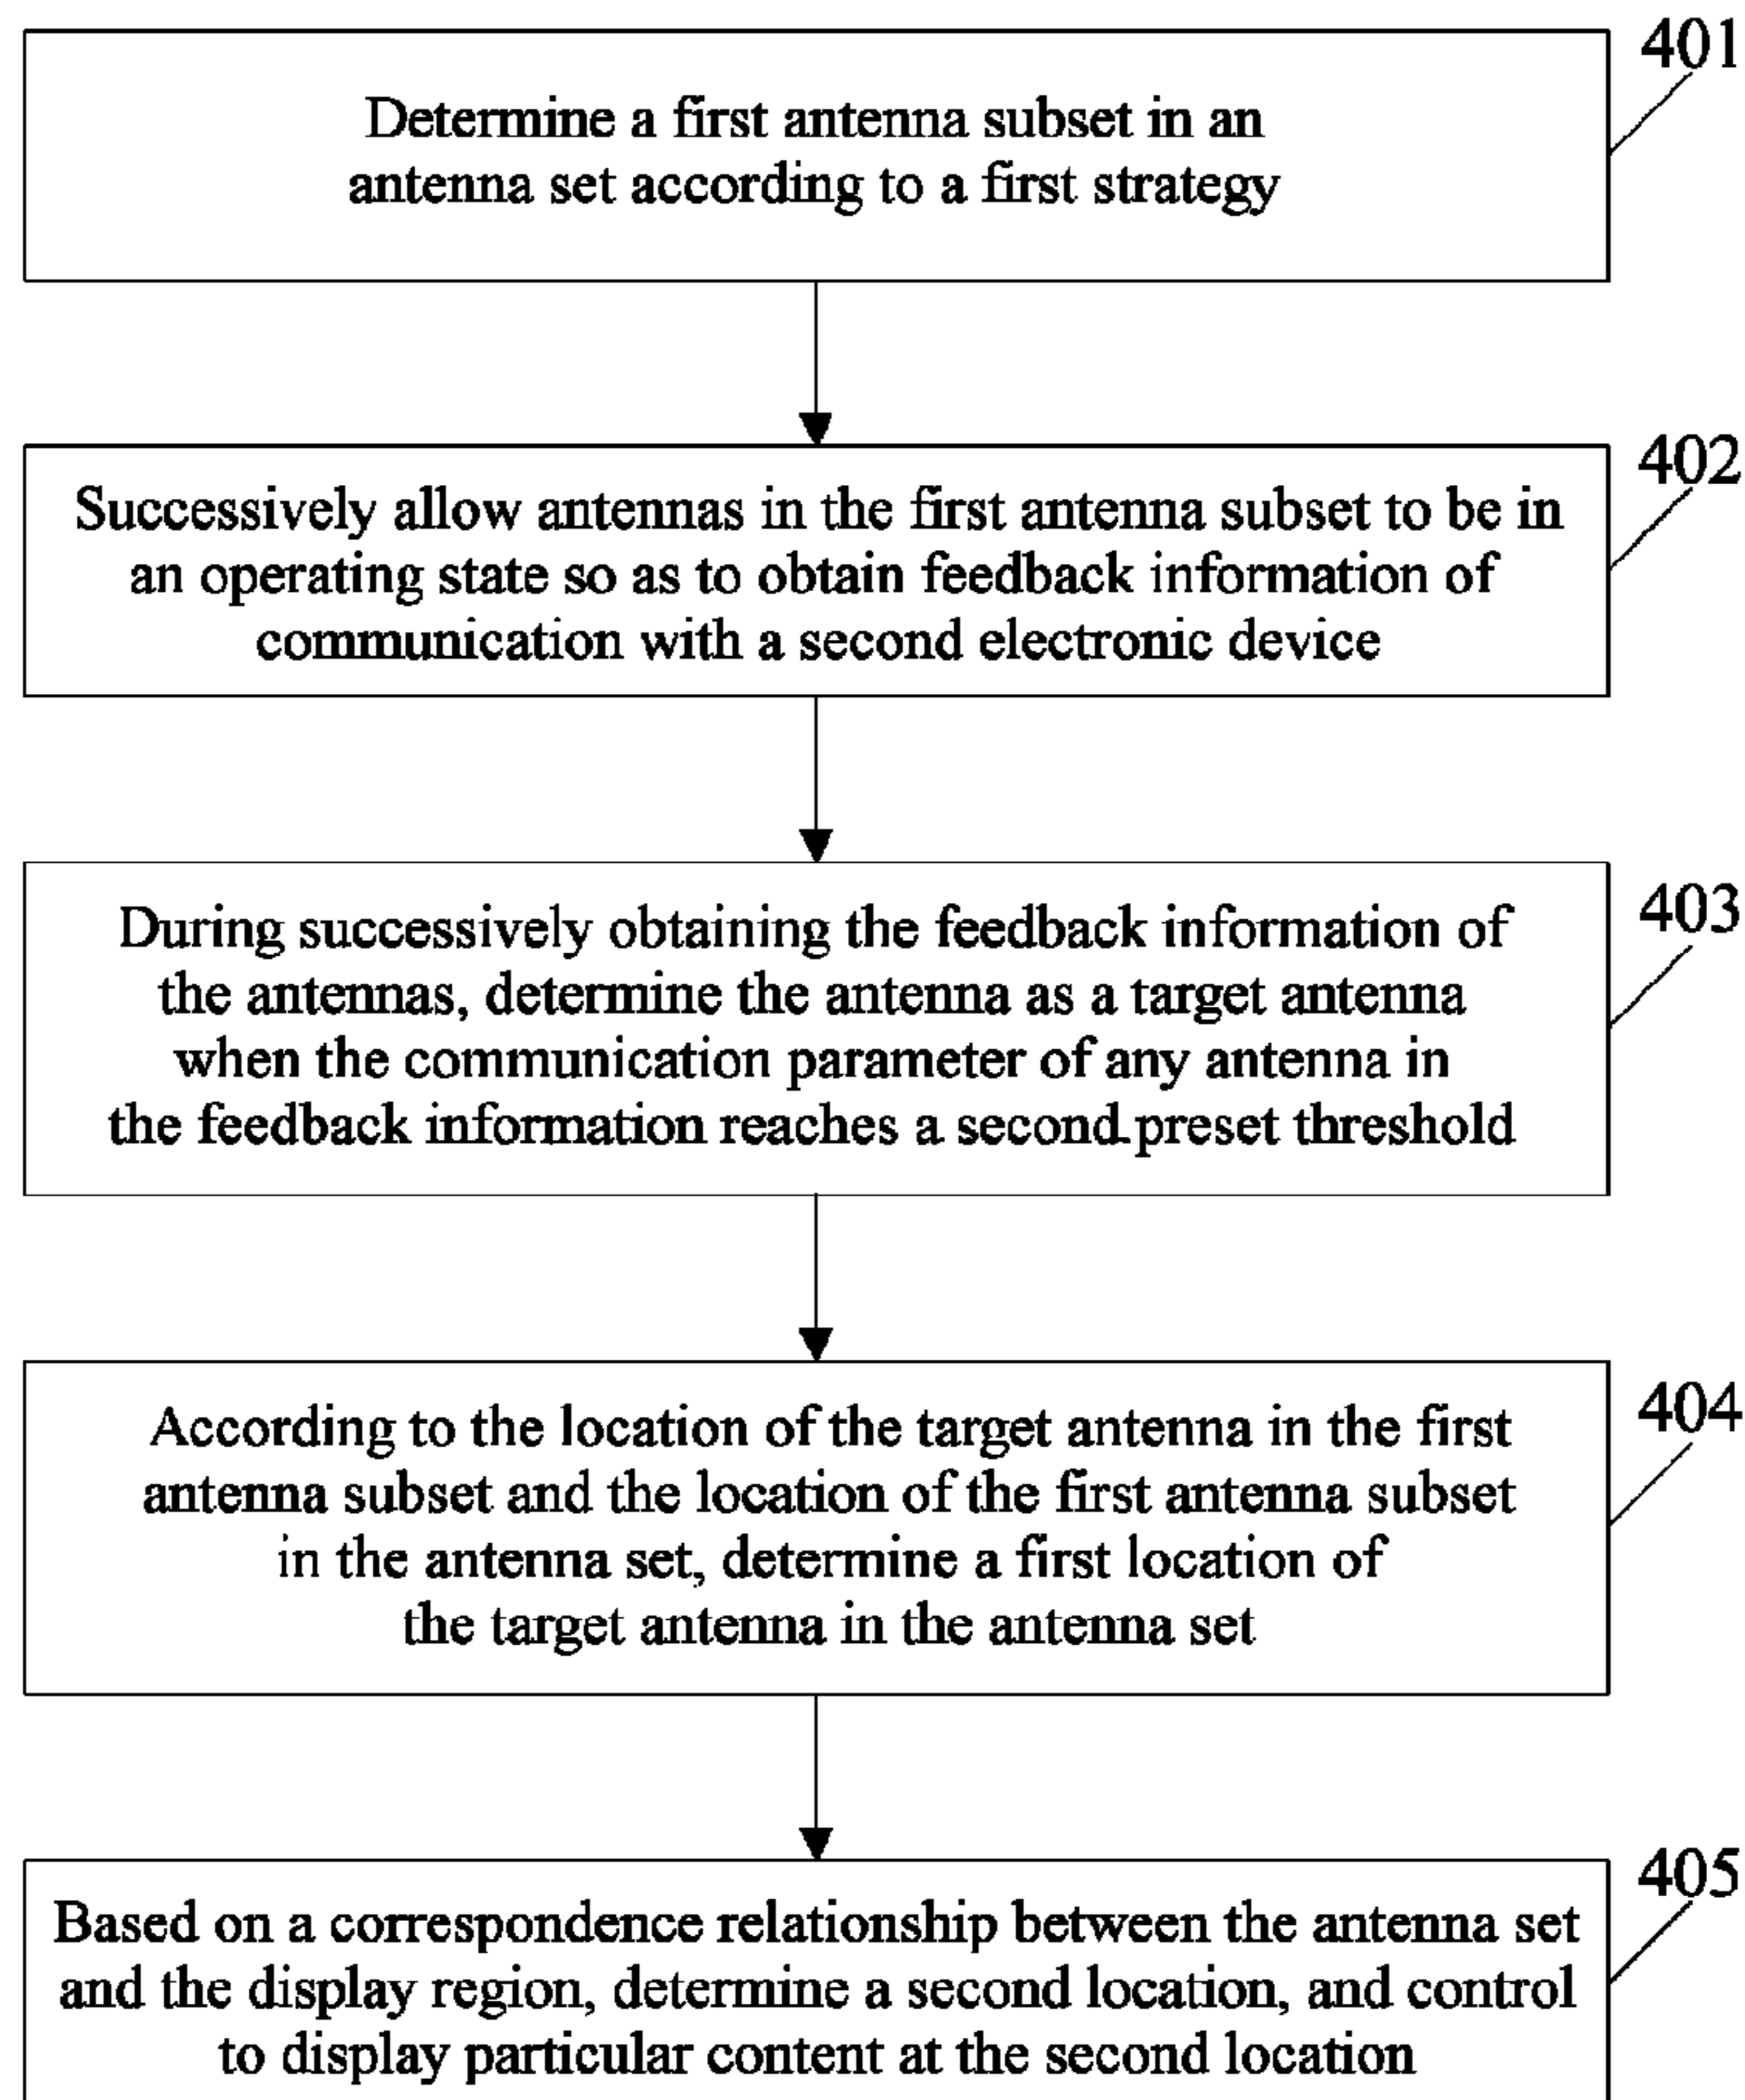 401
Determine a first antenna subset in an
antenna set according to a first strategy
402
Successively allow antennas in the first antenna subset to be in
an operating state so as to obtain feedback information of
communication with a second electronic device
403
During successively obtaining the feedback information of
the antennas, determine the antenna as a target antenna
when the communication parameter of any antenna in
the feedback information reaches a second preset threshold
404
According to the location of the target antenna in the first
antenna subset and the location of the first antenna subset
in the antenna set, determine a first location of
the target antenna in the antenna set
405
Based on a correspondence relationship between the antenna set
and the display region, determine a second location, and control
to display particular content at the second location